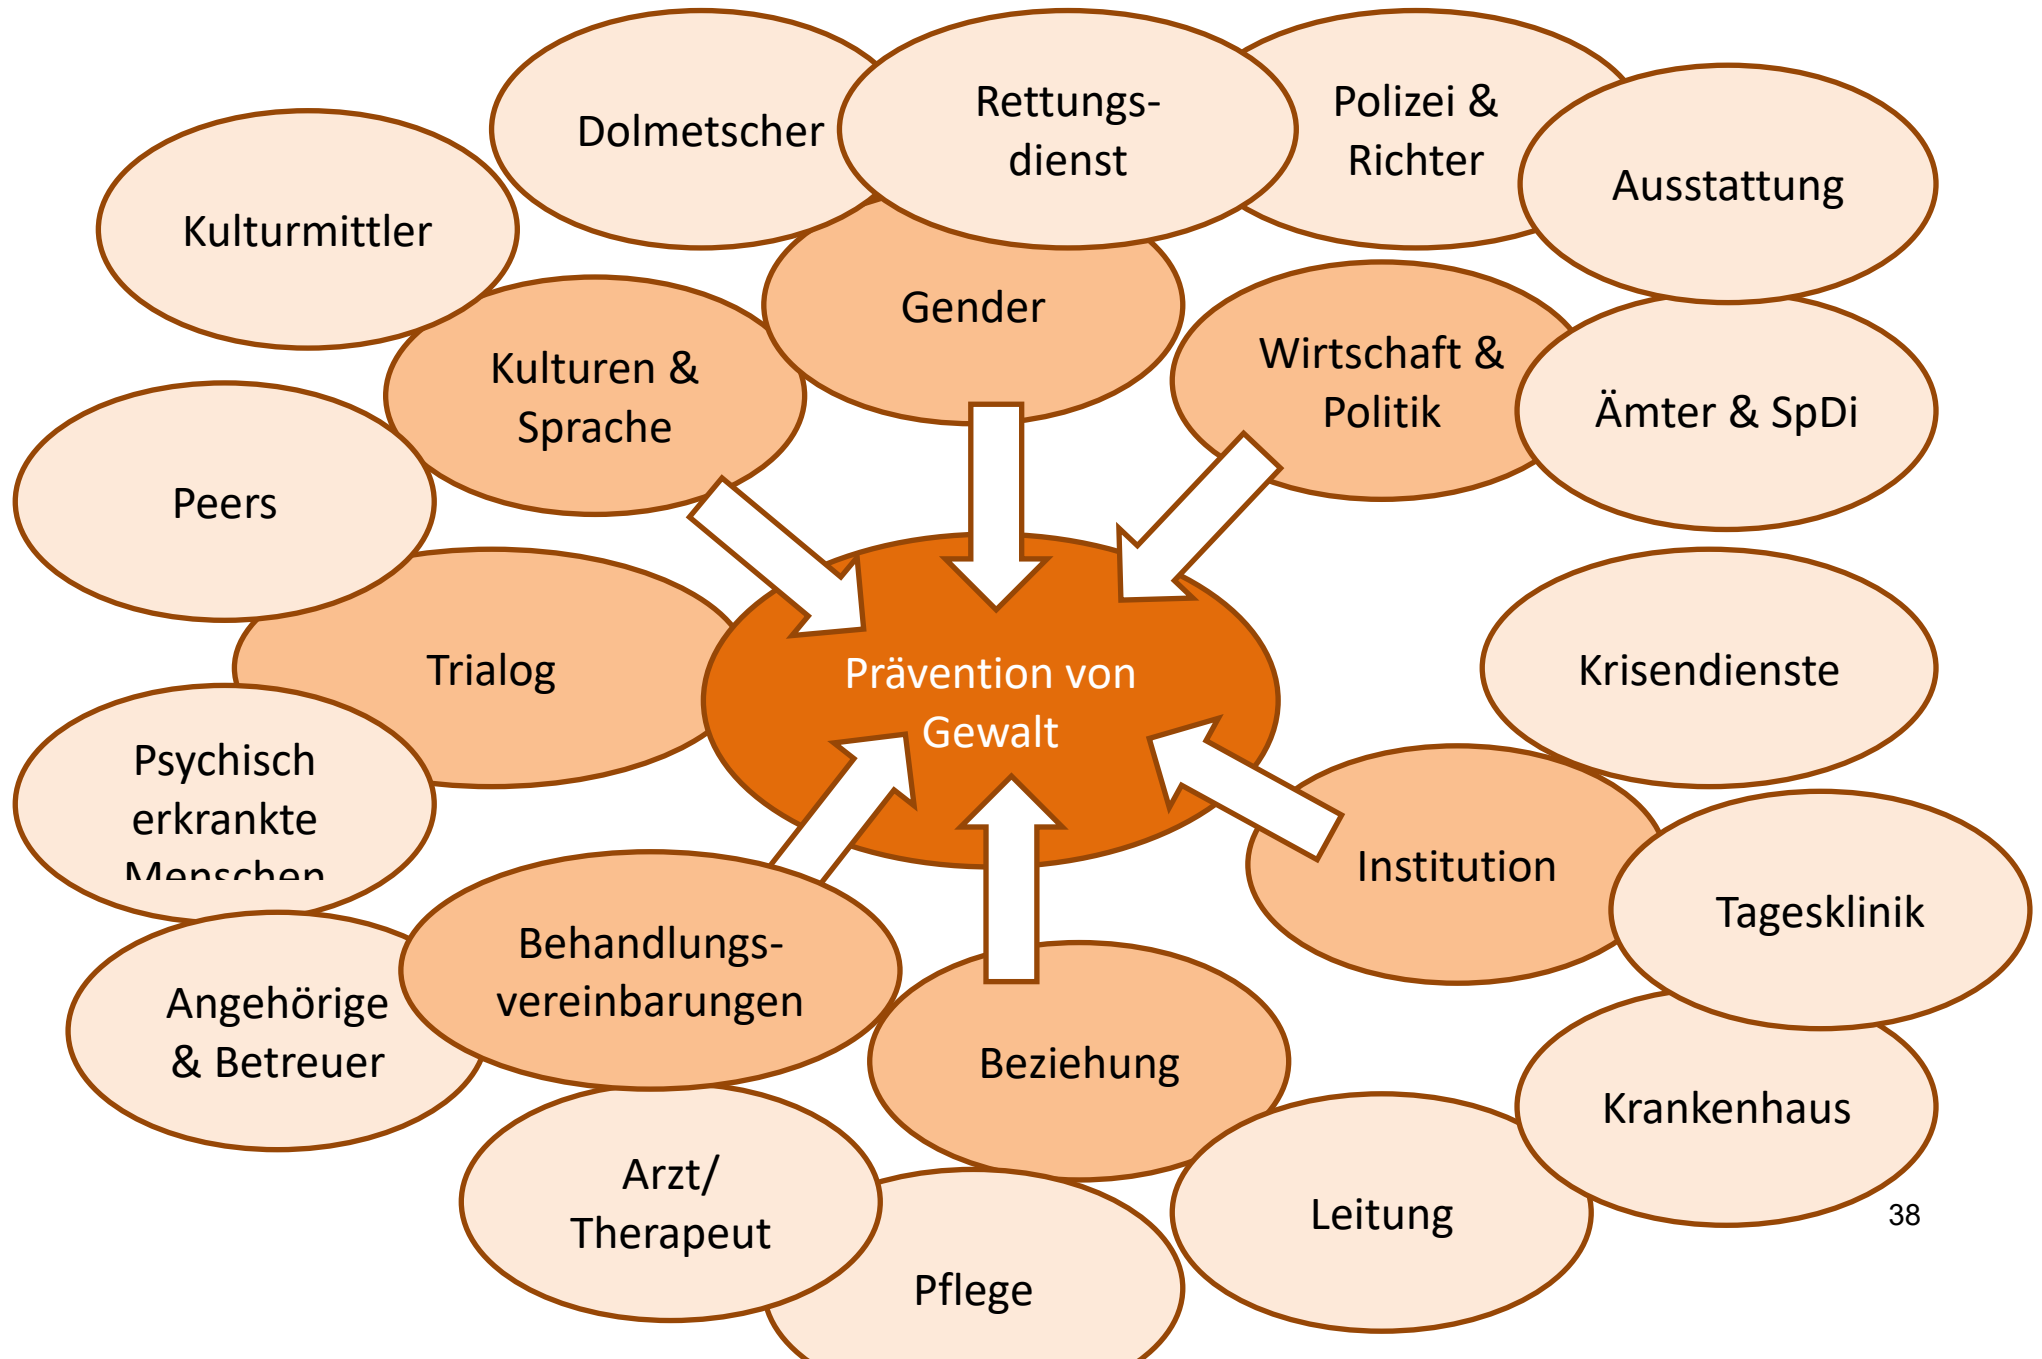 Dolmetscher
Rettungs-
dienst
Polizei &
Richter
Ausstattung
Kulturmittler
Gender
Kulturen &
Sprache
Wirtschaft &
Politik
Ämter & SpDi
Peers
Trialog
Prävention von
Gewalt
Krisendienste
Psychisch
erkrankte
Menschen
Institution
Tagesklinik
Behandlungs-
vereinbarungen
Angehörige
& Betreuer
Beziehung
Krankenhaus
Arzt/
Therapeut
Leitung
38
Pflege